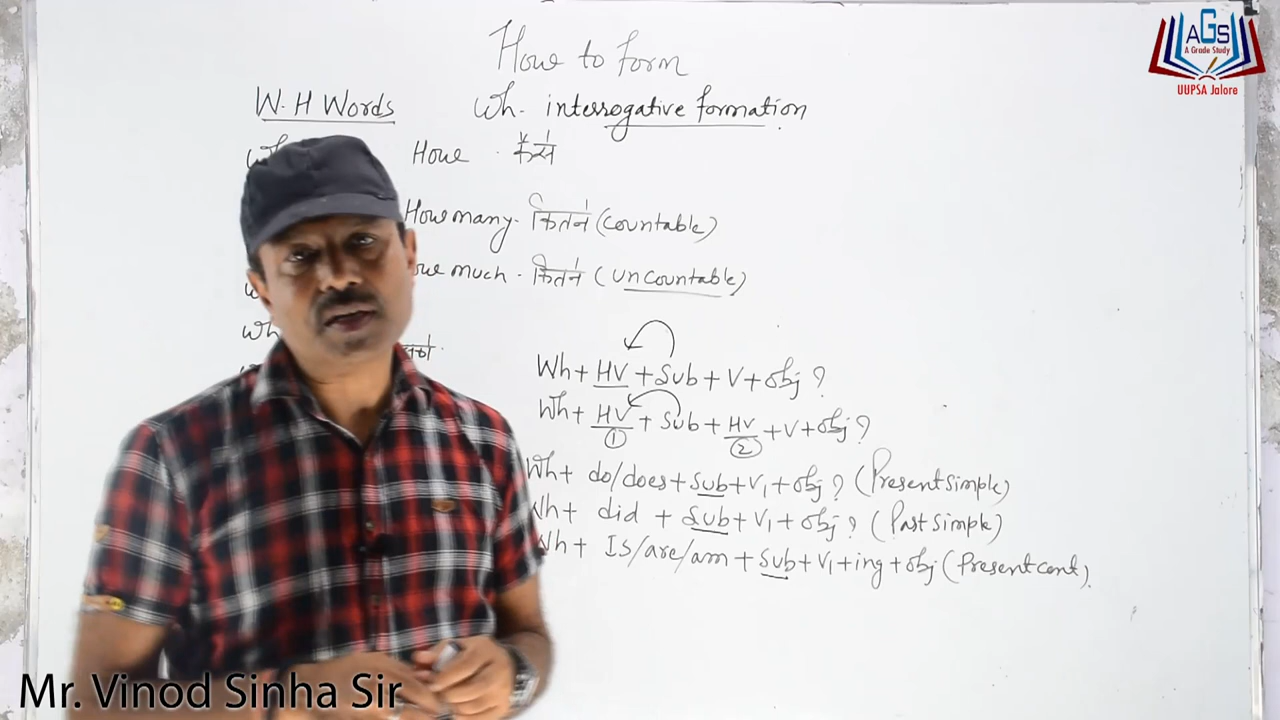 How to form
W.H Words
Wh- interrogative formation
How - कैसे
How many - कितने (Countable)
much - कितने (uncountable)
Wh + HV + Sub + V + obj ?
Wh + HV + Sub + HV + V + obj ?
1 2
Wh + do/does + Sub + V1 + obj ? (Present Simple)
Wh + did + Sub + V1 + obj ? (Past Simple)
Wh + Is/are/am + Sub + V1 + ing + obj (Present cont).
AGS
A Grade Study
UUPSA Jalore
Mr. Vinod Sinha Sir